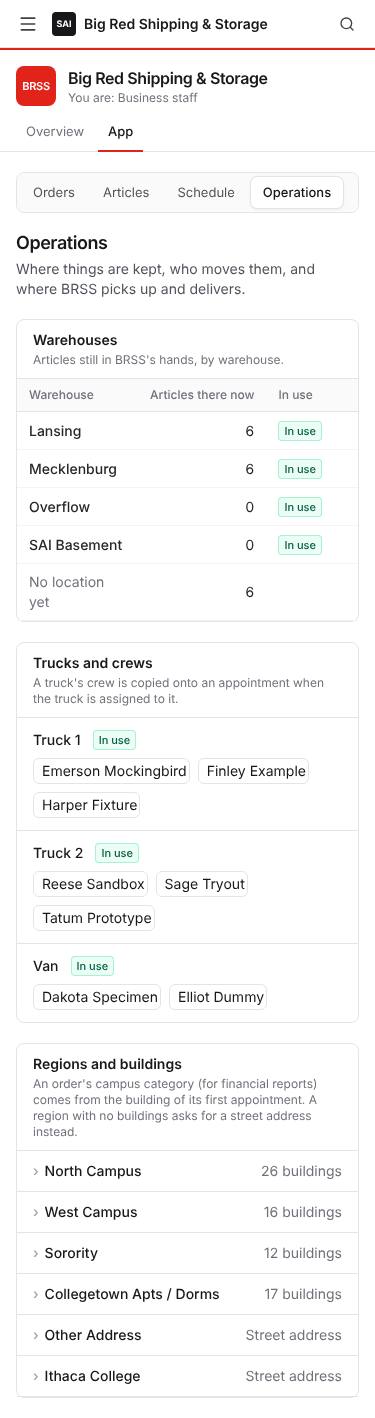 SAI Big Red Shipping & Storage
BRSS
Big Red Shipping & Storage
You are: Business staff
Overview App
Orders Articles Schedule Operations
Operations
Where things are kept, who moves them, and
where BRSS picks up and delivers.
Warehouses
Articles still in BRSS's hands, by warehouse.
Warehouse Articles there now In use
Lansing 6 In use
Mecklenburg 6 In use
Overflow 0 In use
SAI Basement 0 In use
No location
yet 6
Trucks and crews
A truck's crew is copied onto an appointment when
the truck is assigned to it.
Truck 1 In use
Emerson Mockingbird Finley Example
Harper Fixture
Truck 2 In use
Reese Sandbox Sage Tryout
Tatum Prototype
Van In use
Dakota Specimen Elliot Dummy
Regions and buildings
An order's campus category (for financial reports)
comes from the building of its first appointment. A
region with no buildings asks for a street address
instead.
› North Campus 26 buildings
› West Campus 16 buildings
› Sorority 12 buildings
› Collegetown Apts / Dorms 17 buildings
› Other Address Street address
› Ithaca College Street address